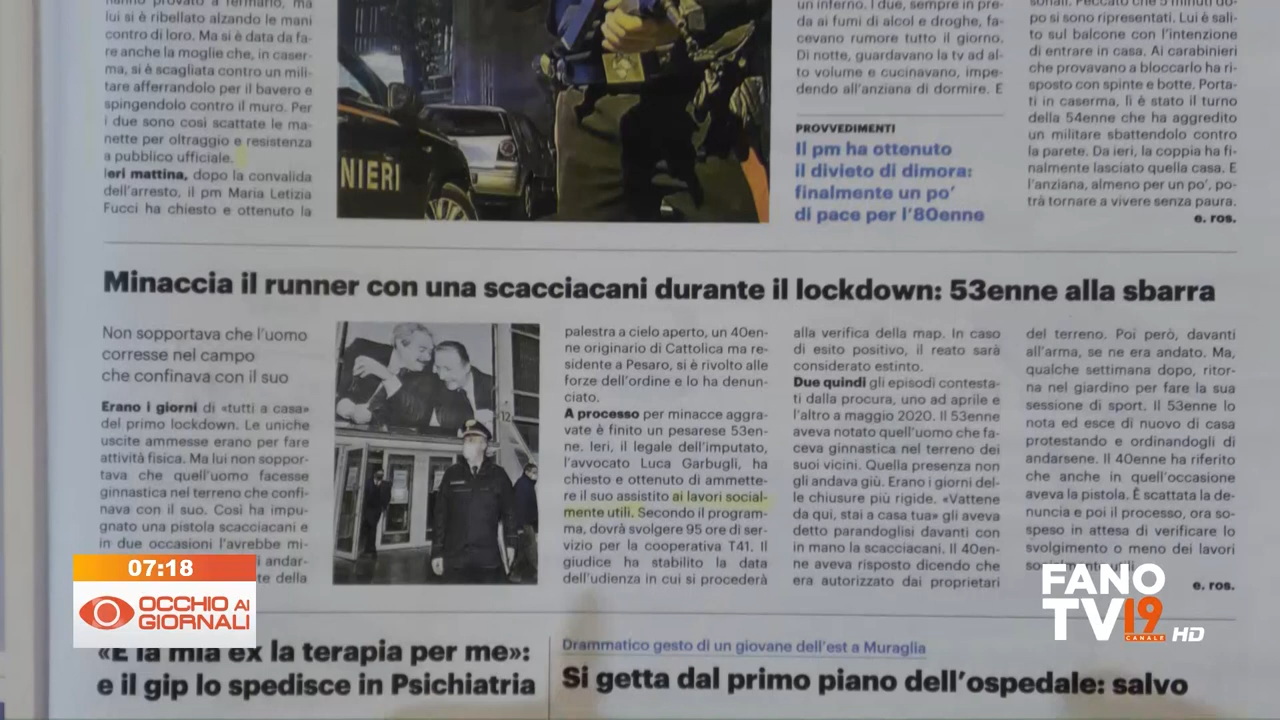 hanno provato a fermarlo, ma
lui si è ribellato alzando le mani
contro di loro. Ma si è data da fa-
re anche la moglie che, in caser-
ma, si è scagliata contro un mili-
tare afferrandolo per il bavero e
spingendolo contro il muro. Per
i due sono così scattate le ma-
nette per oltraggio e resistenza
a pubblico ufficiale.
Ieri mattina, dopo la convalida
dell'arresto, il pm Maria Letizia
Fucci ha chiesto e ottenuto la
NIERI
un inferno. I due, sempre in pre-
da ai fumi di alcol e droghe, fa-
cevano rumore tutto il giorno.
Di notte, guardavano la tv ad al-
to volume e cucinavano, impe-
dendo all'anziana di dormire. E
PROVVEDIMENTI
Il pm ha ottenuto
il divieto di dimora:
finalmente un po'
di pace per l'80enne
sonali. Peccato che 5 minuti do-
po si sono ripresentati. Lui è sali-
to sul balcone con l'intenzione
di entrare in casa. Ai carabinieri
che provavano a bloccarlo ha ri-
sposto con spinte e botte. Porta-
ti in caserma, lì è stato il turno
della 54enne che ha aggredito
un militare sbattendolo contro
la parete. Da ieri, la coppia ha fi-
nalmente lasciato quella casa. E
l'anziana, almeno per un po', po-
trà tornare a vivere senza paura.
e. ros.
Minaccia il runner con una scacciacani durante il lockdown: 53enne alla sbarra
Non sopportava che l'uomo
corresse nel campo
che confinava con il suo
Erano i giorni di «tutti a casa»
del primo lockdown. Le uniche
uscite ammesse erano per fare
attività fisica. Ma lui non soppor-
tava che quell'uomo facesse
ginnastica nel terreno che confi-
nava con il suo. Così ha impu-
gnato una pistola scacciacani e
in due occasioni l'avrebbe mi-
andar-
te della
12
palestra a cielo aperto, un 40en-
ne originario di Cattolica ma re-
sidente a Pesaro, si è rivolto alle
forze dell'ordine e lo ha denun-
ciato.
A processo per minacce aggra-
vate è finito un pesarese 53en-
ne. Ieri, il legale dell'imputato,
l'avvocato Luca Garbugli, ha
chiesto e ottenuto di ammette-
re il suo assistito ai lavori social-
mente utili. Secondo il program-
ma, dovrà svolgere 95 ore di ser-
vizio per la cooperativa T41. Il
giudice ha stabilito la data
dell'udienza in cui si procederà
alla verifica della map. In caso
di esito positivo, il reato sarà
considerato estinto.
Due quindi gli episodi contesta-
ti dalla procura, uno ad aprile e
l'altro a maggio 2020. Il 53enne
aveva notato quell'uomo che fa-
ceva ginnastica nel terreno dei
suoi vicini. Quella presenza non
gli andava giù. Erano i giorni del-
le chiusure più rigide. «Vattene
da qui, stai a casa tua» gli aveva
detto parandoglisi davanti con
in mano la scacciacani. Il 40en-
ne aveva risposto dicendo che
era autorizzato dai proprietari
del terreno. Poi però, davanti
all'arma, se ne era andato. Ma,
qualche settimana dopo, ritor-
na nel giardino per fare la sua
sessione di sport. Il 53enne lo
nota ed esce di nuovo di casa
protestando e ordinandogli di
andarsene. Il 40enne ha riferito
che anche in quell'occasione
aveva la pistola. È scattata la de-
nuncia e poi il processo, ora so-
speso in attesa di verificare lo
svolgimento o meno dei lavori
e. ros.
07:18
OCCHIO AI
GIORNALI
FANO
TV 19
CANALE HD
«È la mia ex la terapia per me»:
e il gip lo spedisce in Psichiatria
Drammatico gesto di un giovane dell'est a Muraglia
Si getta dal primo piano dell'ospedale: salvo